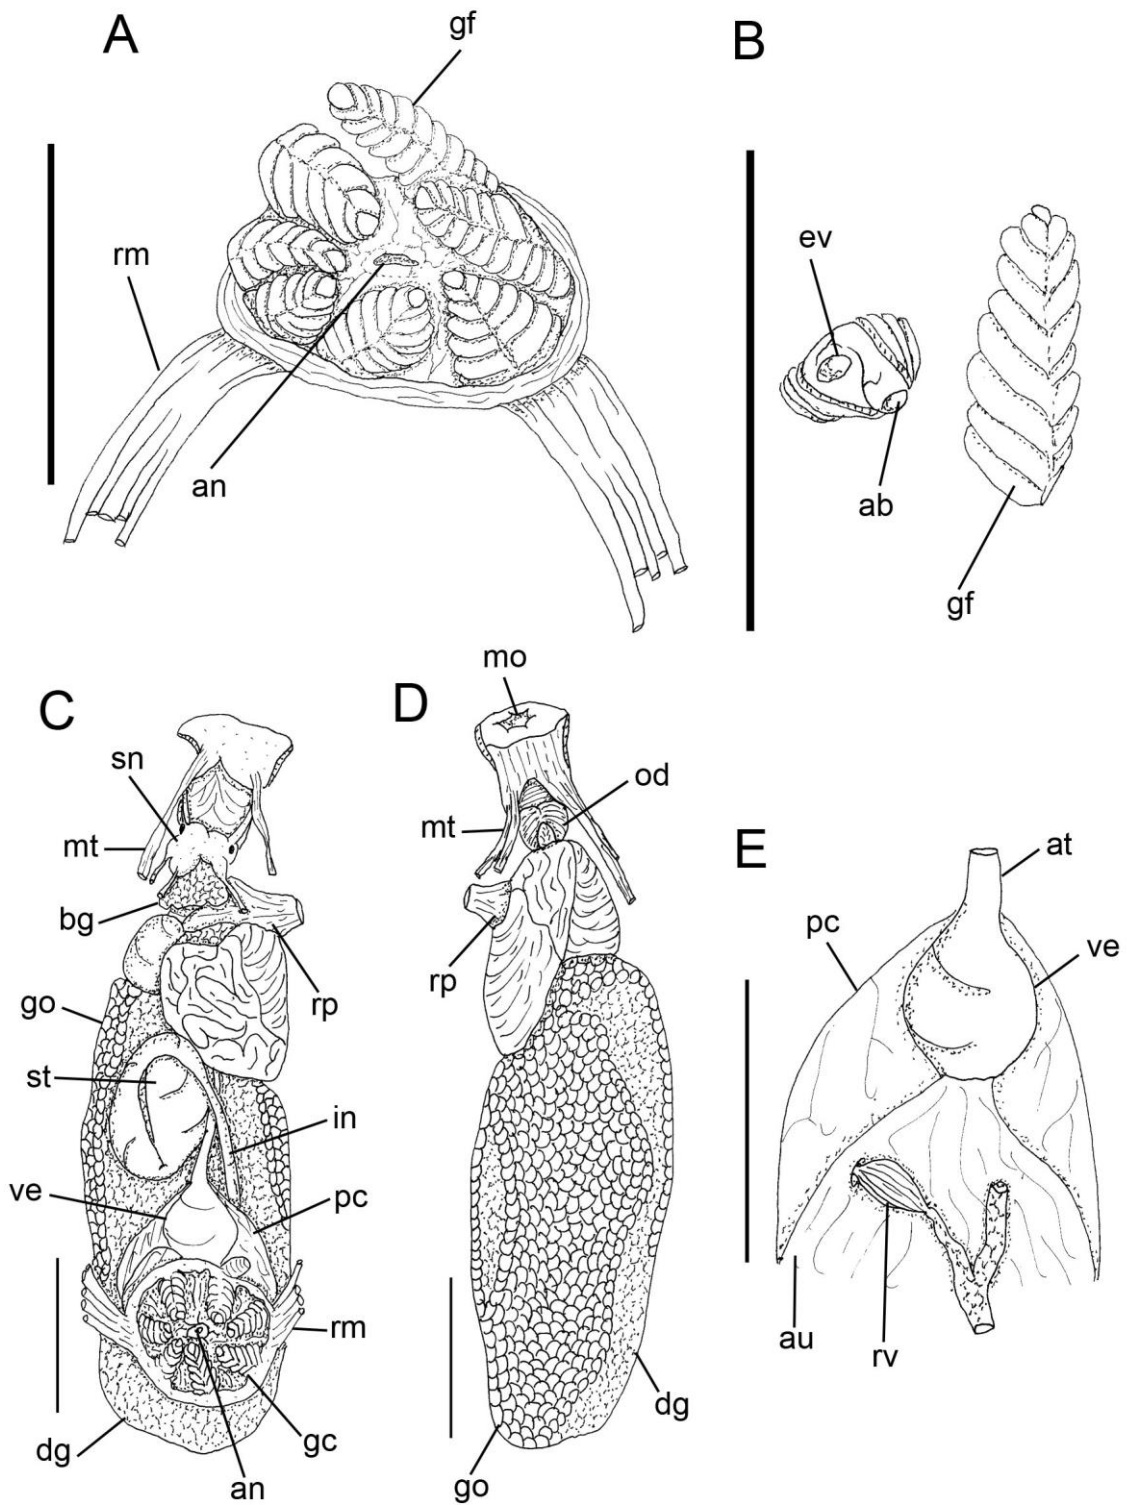 A
gf
B
rm
ev
an
ab
gf
mo
C
D
sn
od
mt
mt
E
at
bg
pc
ve
rp
rp
go
st
in
ve
pc
rm
au
rv
dg
gc
dg
an
go